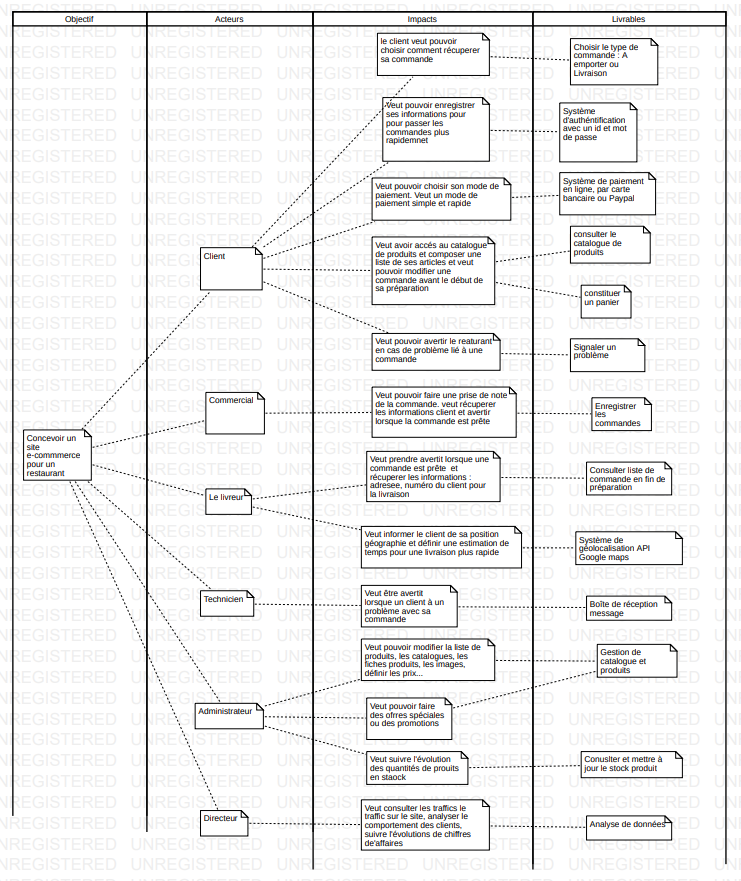 Objectif
Acteurs
Impacts
Livrables
Concevoir un
site
e-commmerce
pour un
restaurant
Client
le client veut pouvoir
choisir comment récuperer
sa commande
Choisir le type de
commande : A
emporter ou
Livraison
Veut pouvoir enregistrer
ses informations pour
pour passer les
commandes plus
rapidemnet
Système
d'auhéntification
avec un id et mot
de passe
Veut pouvoir choisir son mode de
paiement. Veut un mode de
paiement simple et rapide
Système de paiement
en ligne, par carte
bancaire ou Paypal
Veut avoir accés au catalogue
de produits et composer une
liste de ses articles et veut
pouvoir modifier une
commande avant le début de
sa préparation
consulter le
catalogue de
produits
constituer
un panier
Veut pouvoir avertir le reaturant
en cas de problème lié à une
commande
Signaler un
problème
Commercial
Veut pouvoir faire une prise de note
de la commande. veut récuperer
les informations client et avertir
lorsque la commande est prête
Enregistrer
les
commandes
Le livreur
Veut prendre avertit lorsque une
commande est prête et
récuperer les informations :
adresee, numéro du client pour
la livraison
Consulter liste de
commande en fin de
préparation
Veut informer le client de sa position
géographie et définir une estimation de
temps pour une livraison plus rapide
Système de
géolocalisation API
Google maps
Technicien
Veut être avertit
lorsque un client à un
problème avec sa
commande
Boîte de réception
message
Administrateur
Veut pouvoir modifier la liste de
produits, les catalogues, les
fiches produits, les images,
définir les prix...
Gestion de
catalogue et
produits
Veut pouvoir faire
des ofrres spéciales
ou des promotions
Veut suivre l'évolution
des quantités de prouits
en staock
Conuslter et mettre à
jour le stock produit
Directeur
Veut consulter les traffics le
traffic sur le site, analyser le
comportement des clients,
suivre l'évolutions de chiffres
de'affaires
Analyse de données
UNREGISTERED